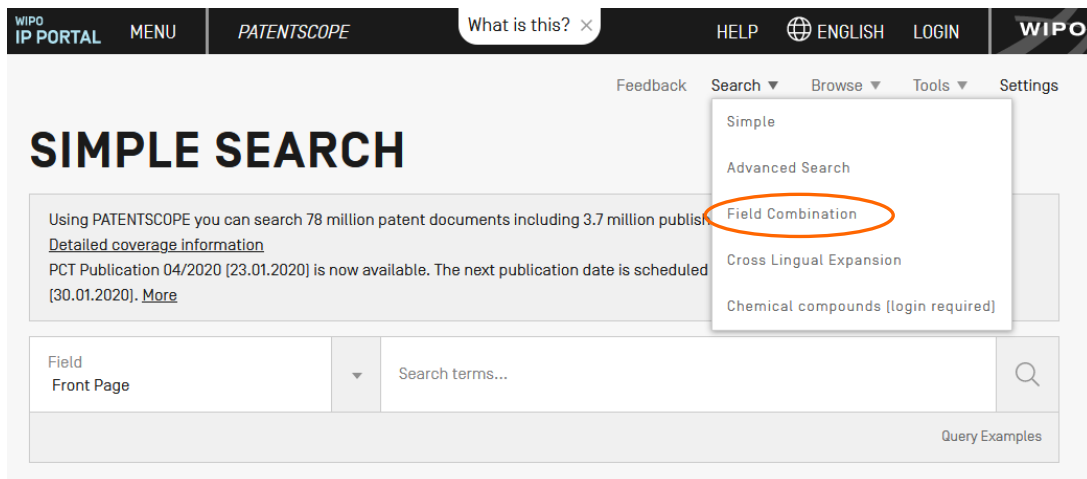 WIPO
IP PORTAL MENU PATENTSCOPE What is this? × HELP ENGLISH LOGIN WIPO
Feedback Search ▼ Browse ▼ Tools ▼ Settings
Simple
Advanced Search
Field Combination
Cross Lingual Expansion
Chemical compounds [login required]
SIMPLE SEARCH
Using PATENTSCOPE you can search 78 million patent documents including 3.7 million publish
Detailed coverage information
PCT Publication 04/2020 [23.01.2020] is now available. The next publication date is scheduled
[30.01.2020]. More
Field
Front Page
Search terms...
Query Examples